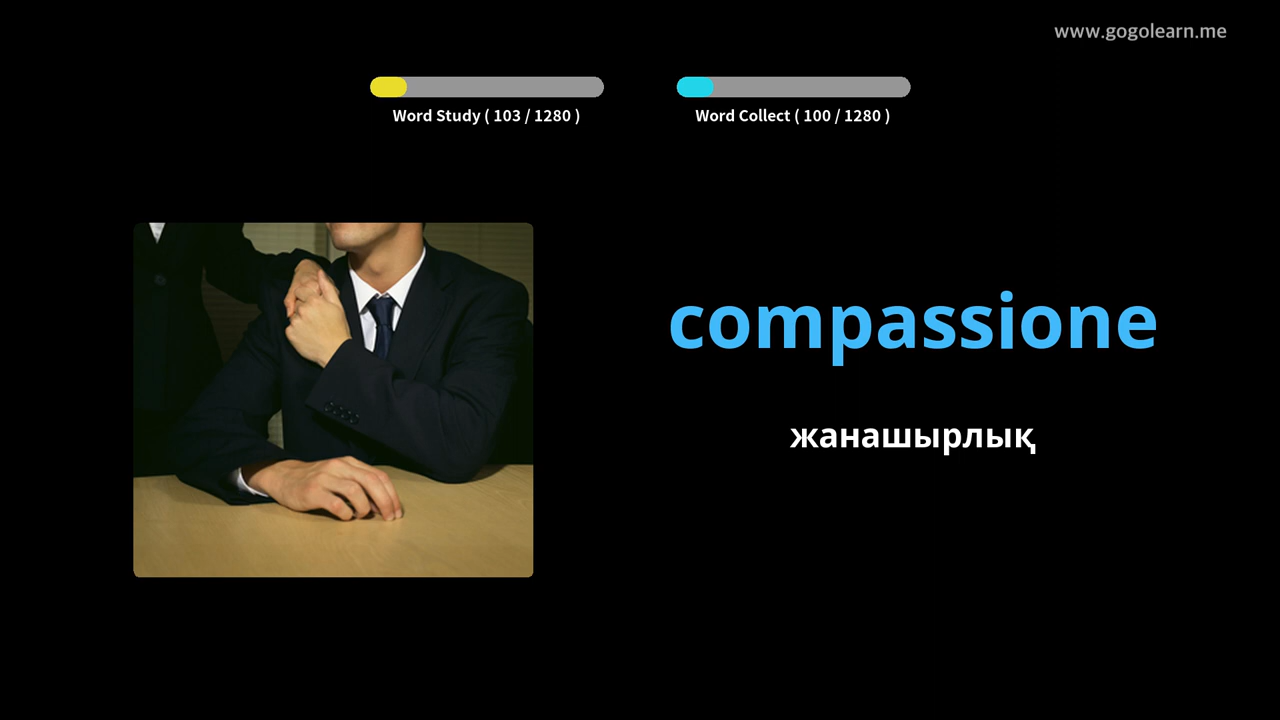 www.gogolearn.me
Word Study ( 103 / 1280 )
Word Collect ( 100 / 1280 )
compassione
жанашырлық